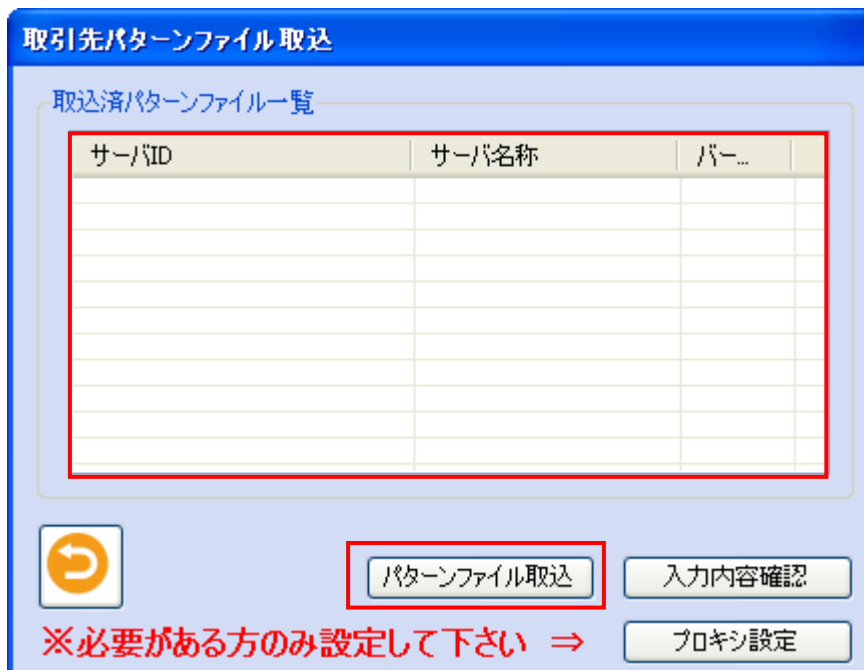 取引先パターンファイル取込
取込済パターンファイル一覧
サーバID サーバ名称 バー...
パターンファイル取込 入力内容確認
※必要がある方のみ設定して下さい ⇒ プロキシ設定